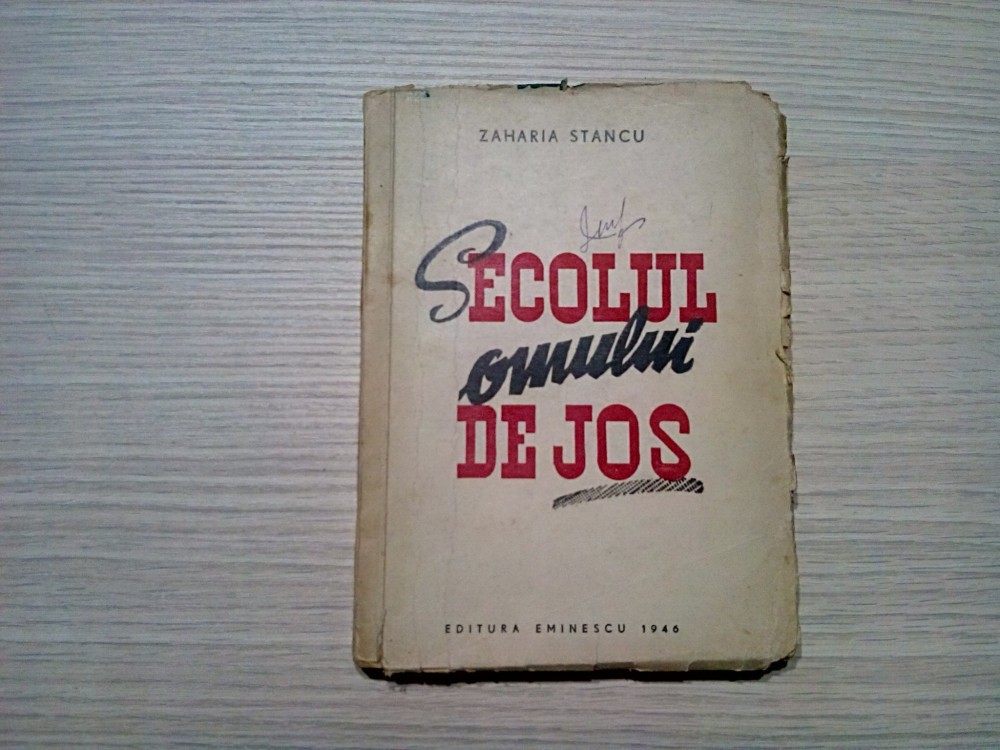 ZAHARIA STANCU
SECOLUL
omului
DE JOS
EDITURA EMINESCU 1946